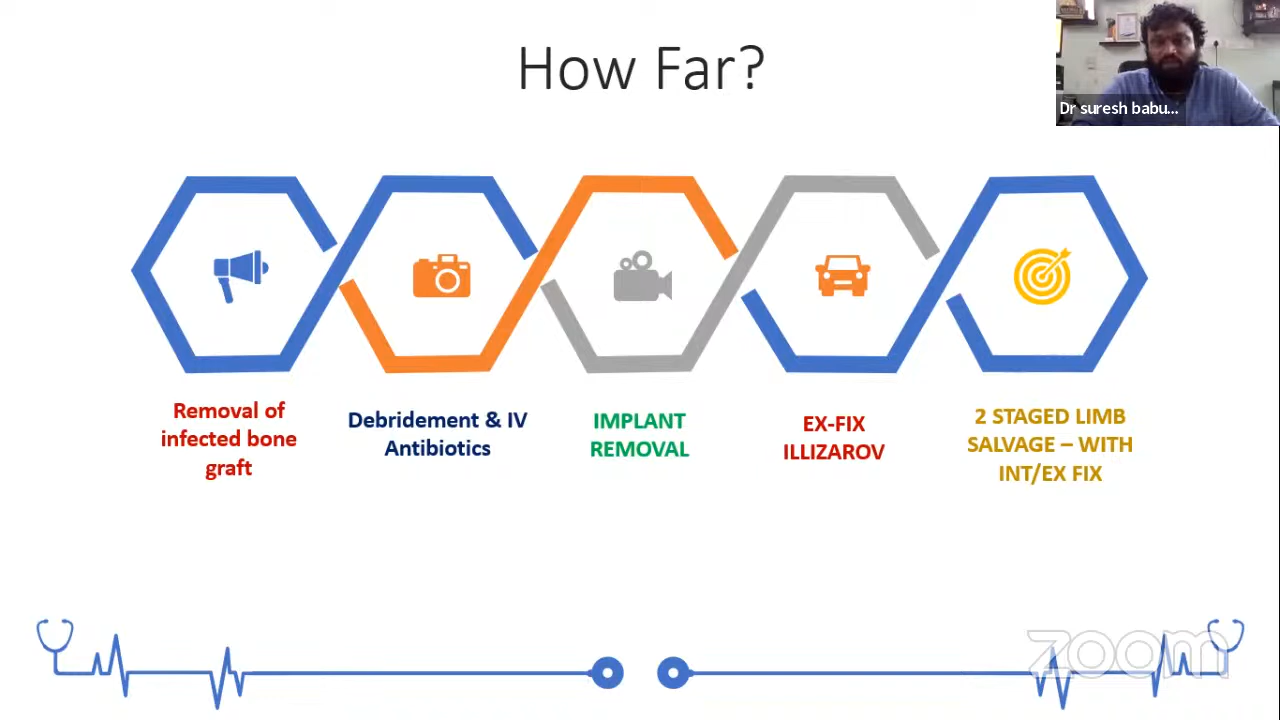 How Far?
Dr suresh babu...
Removal of
infected bone
graft
Debridement & IV
Antibiotics
IMPLANT
REMOVAL
EX-FIX
ILLIZAROV
2 STAGED LIMB
SALVAGE – WITH
INT/EX FIX
zoom